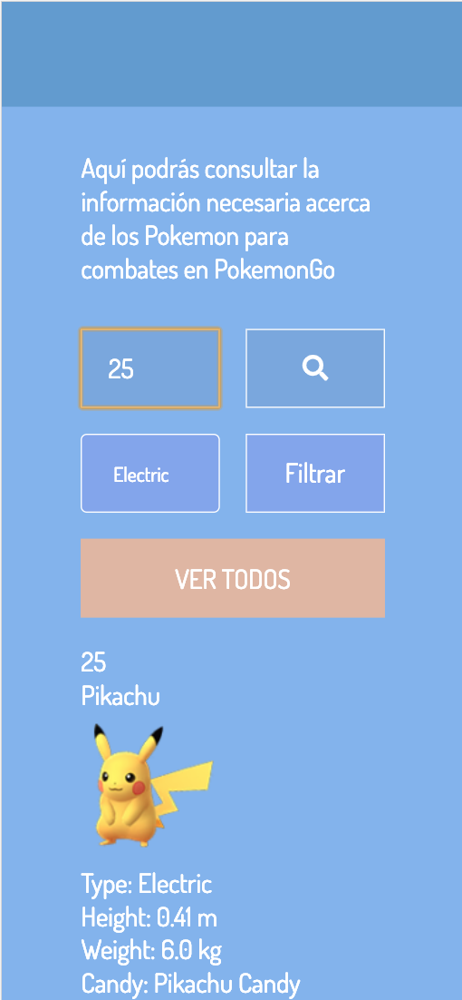 Aquí podrás consultar la
información necesaria acerca
de los Pokemon para
combates en PokemonGo
25
Electric
Filtrar
VER TODOS
25
Pikachu
Type: Electric
Height: 0.41 m
Weight: 6.0 kg
Candy: Pikachu Candy